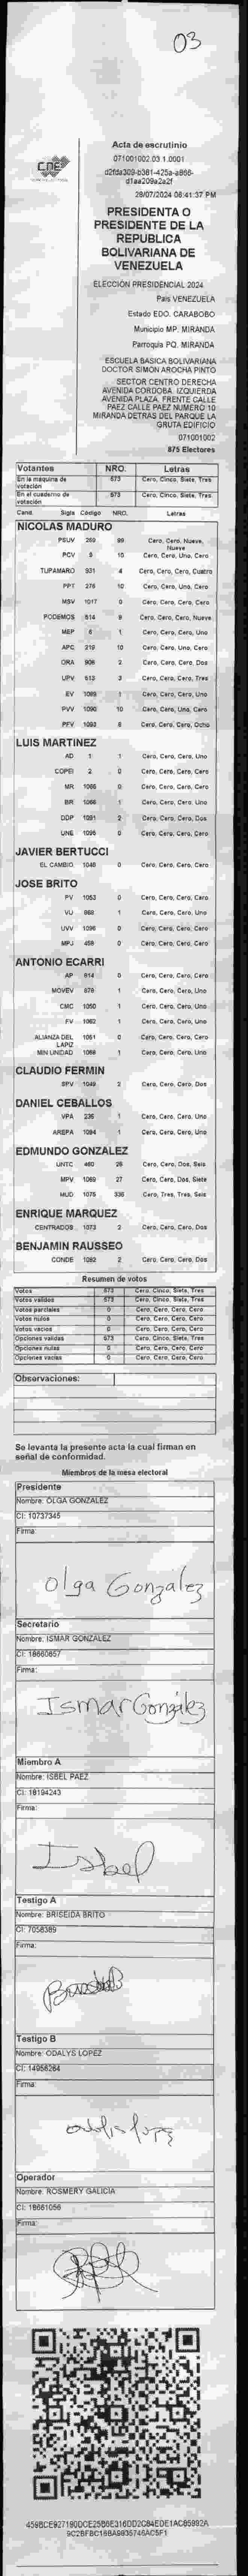 03
Acta de escrutinio
CNE
071001002.03.1.0001
28/07/2024 06:41:37 PM
PRESIDENTA O
PRESIDENTE DE LA
REPUBLICA
BOLIVARIANA DE
VENEZUELA
ELECCIÓN PRESIDENCIAL 2024
País VENEZUELA
Estado EDO. CARABOBO
Municipio MP. MIRANDA
Parroquia PQ. MIRANDA
ESCUELA BASICA BOLIVARIANA
DOCTOR SIMON AROCHA PINTO
SECTOR CENTRO DERECHA
AVENIDA CORDOBA. IZQUIERDA
AVENIDA PLAZA. FRENTE CALLE
PAEZ CALLE PAEZ NUMERO 10
MIRANDA DETRAS DEL PARQUE LA
GRUTA EDIFICIO
071001002
875 Electores
Votantes NRO. Letras
En la máquina de votación 573 Cero, Cinco, Siete, Tres
En el cuaderno de votación 573 Cero, Cinco, Siete, Tres
Cand. Sigla Código NRO. Letras
NICOLAS MADURO
PSUV 99 Cero, Cero, Nueve, Nueve
PCV 10 Cero, Cero, Uno, Cero
TUPAMARO 931 4 Cero, Cero, Cero, Cuatro
PPT 275 10 Cero, Cero, Uno, Cero
MSV 1017 0 Cero, Cero, Cero, Cero
PODEMOS 514 9 Cero, Cero, Cero, Nueve
MEP 6 1 Cero, Cero, Cero, Uno
APC 219 10 Cero, Cero, Uno, Cero
ORA 906 2 Cero, Cero, Cero, Dos
UPV 513 3 Cero, Cero, Cero, Tres
EV 1089 1 Cero, Cero, Cero, Uno
PVV 1090 10 Cero, Cero, Uno, Cero
PFV 1093 8 Cero, Cero, Cero, Ocho
LUIS MARTINEZ
AD 1 1 Cero, Cero, Cero, Uno
COPEI 2 0 Cero, Cero, Cero, Cero
MR 1065 0 Cero, Cero, Cero, Cero
BR 1066 1 Cero, Cero, Cero, Uno
DDP 1091 2 Cero, Cero, Cero, Dos
UNE 1095 0 Cero, Cero, Cero, Cero
JAVIER BERTUCCI
EL CAMBIO 1048 0 Cero, Cero, Cero, Cero
JOSE BRITO
PV 1053 0 Cero, Cero, Cero, Cero
VU 868 1 Cero, Cero, Cero, Uno
UVV 1096 0 Cero, Cero, Cero, Cero
MPJ 459 0 Cero, Cero, Cero, Cero
ANTONIO ECARRI
AP 814 0 Cero, Cero, Cero, Cero
MOVEV 878 1 Cero, Cero, Cero, Uno
CMC 1050 1 Cero, Cero, Cero, Uno
FV 1062 1 Cero, Cero, Cero, Uno
ALIANZA DEL LAPIZ 1051 0 Cero, Cero, Cero, Cero
MIN UNIDAD 1058 1 Cero, Cero, Cero, Uno
CLAUDIO FERMIN
SPV 1049 2 Cero, Cero, Cero, Dos
DANIEL CEBALLOS
VPA 235 1 Cero, Cero, Cero, Uno
AREPA 1094 1 Cero, Cero, Cero, Uno
EDMUNDO GONZALEZ
UNTC 460 26 Cero, Cero, Dos, Seis
MPV 1069 27 Cero, Cero, Dos, Siete
MUD 1075 336 Cero, Tres, Tres, Seis
ENRIQUE MARQUEZ
CENTRADOS 1073 2 Cero, Cero, Cero, Dos
BENJAMIN RAUSSEO
CONDE 1082 2 Cero, Cero, Cero, Dos
Resumen de votos
Votos 573 Cero, Cinco, Siete, Tres
Votos válidos 573 Cero, Cinco, Siete, Tres
Votos parciales 0 Cero, Cero, Cero, Cero
Votos nulos 0 Cero, Cero, Cero, Cero
Votos vacíos 0 Cero, Cero, Cero, Cero
Opciones válidas 573 Cero, Cinco, Siete, Tres
Opciones nulas 0 Cero, Cero, Cero, Cero
Opciones vacías 0 Cero, Cero, Cero, Cero
Observaciones:
Se levanta la presente acta la cual firman en
señal de conformidad.
Miembros de la mesa electoral
Presidente
Nombre: OLGA GONZALEZ
CI: 10737345
Firma:
Olga Gonzalez
Secretario
Nombre: ISMAR GONZALEZ
CI: 18660857
Firma:
Ismar González
Miembro A
Nombre: ISBEL PAEZ
CI: 18194243
Firma:
Isbel
Testigo A
Nombre: BRISEIDA BRITO
CI: 7058389
Firma:
Testigo B
Nombre: ODALYS LOPEZ
CI: 14958264
Firma:
Operador
Nombre: ROSMERY GALICIA
CI: 18661056
Firma: